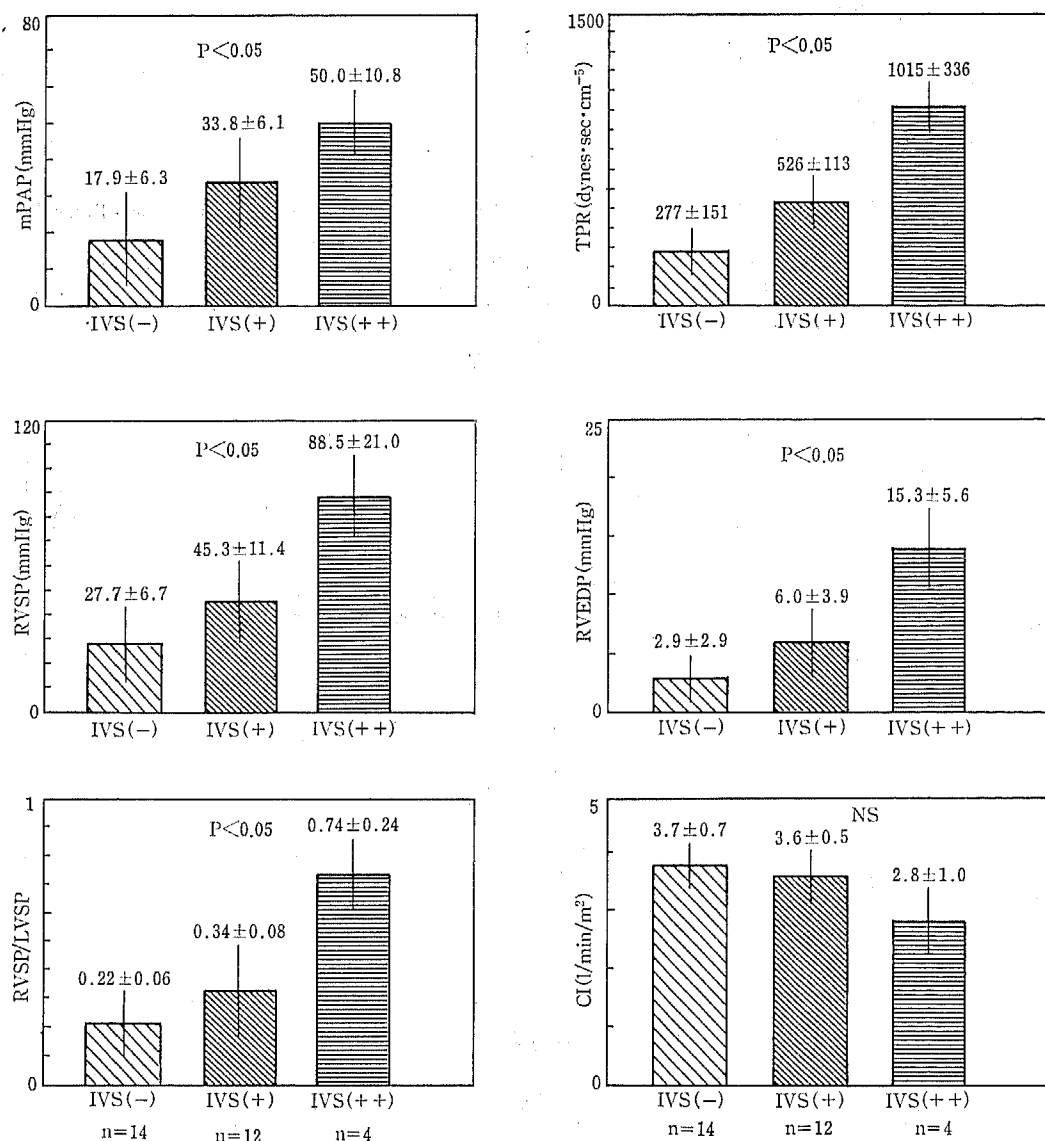 80
P<0.05
50.0±10.8
33.8±6.1
17.9±6.3
mPAP(mmHg)
0
IVS(-)
IVS(+)
IVS(++)
1500
P<0.05
1015±336
526±113
277±151
TPR(dynes·sec·cm⁻⁵)
0
IVS(-)
IVS(+)
IVS(++)
120
P<0.05
88.5±21.0
45.3±11.4
27.7±6.7
RVSP(mmHg)
0
IVS(-)
IVS(+)
IVS(++)
25
P<0.05
15.3±5.6
6.0±3.9
2.9±2.9
RVEDP(mmHg)
0
IVS(-)
IVS(+)
IVS(++)
1
P<0.05
0.74±0.24
0.34±0.08
0.22±0.06
RVSP/LVSP
0
IVS(-)
IVS(+)
IVS(++)
n=14
n=12
n=4
5
NS
3.7±0.7
3.6±0.5
2.8±1.0
CI(l/min/m²)
0
IVS(-)
IVS(+)
IVS(++)
n=14
n=12
n=4